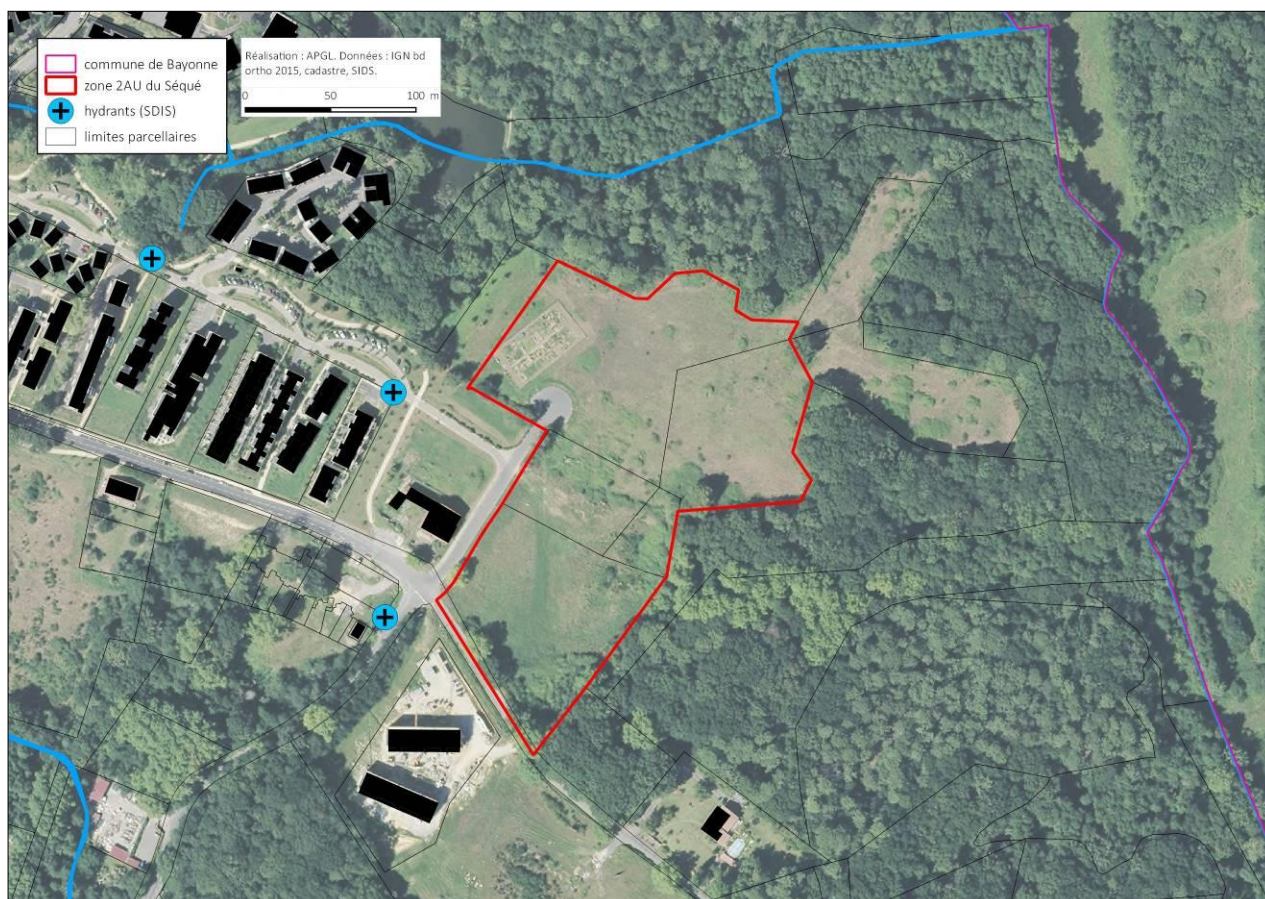 commune de Bayonne
zone 2AU du Séqué
hydrants (SDIS)
limites parcellaires
Réalisation : APGL. Données : IGN bd
ortho 2015, cadastre, SIDS.
0 50 100 m